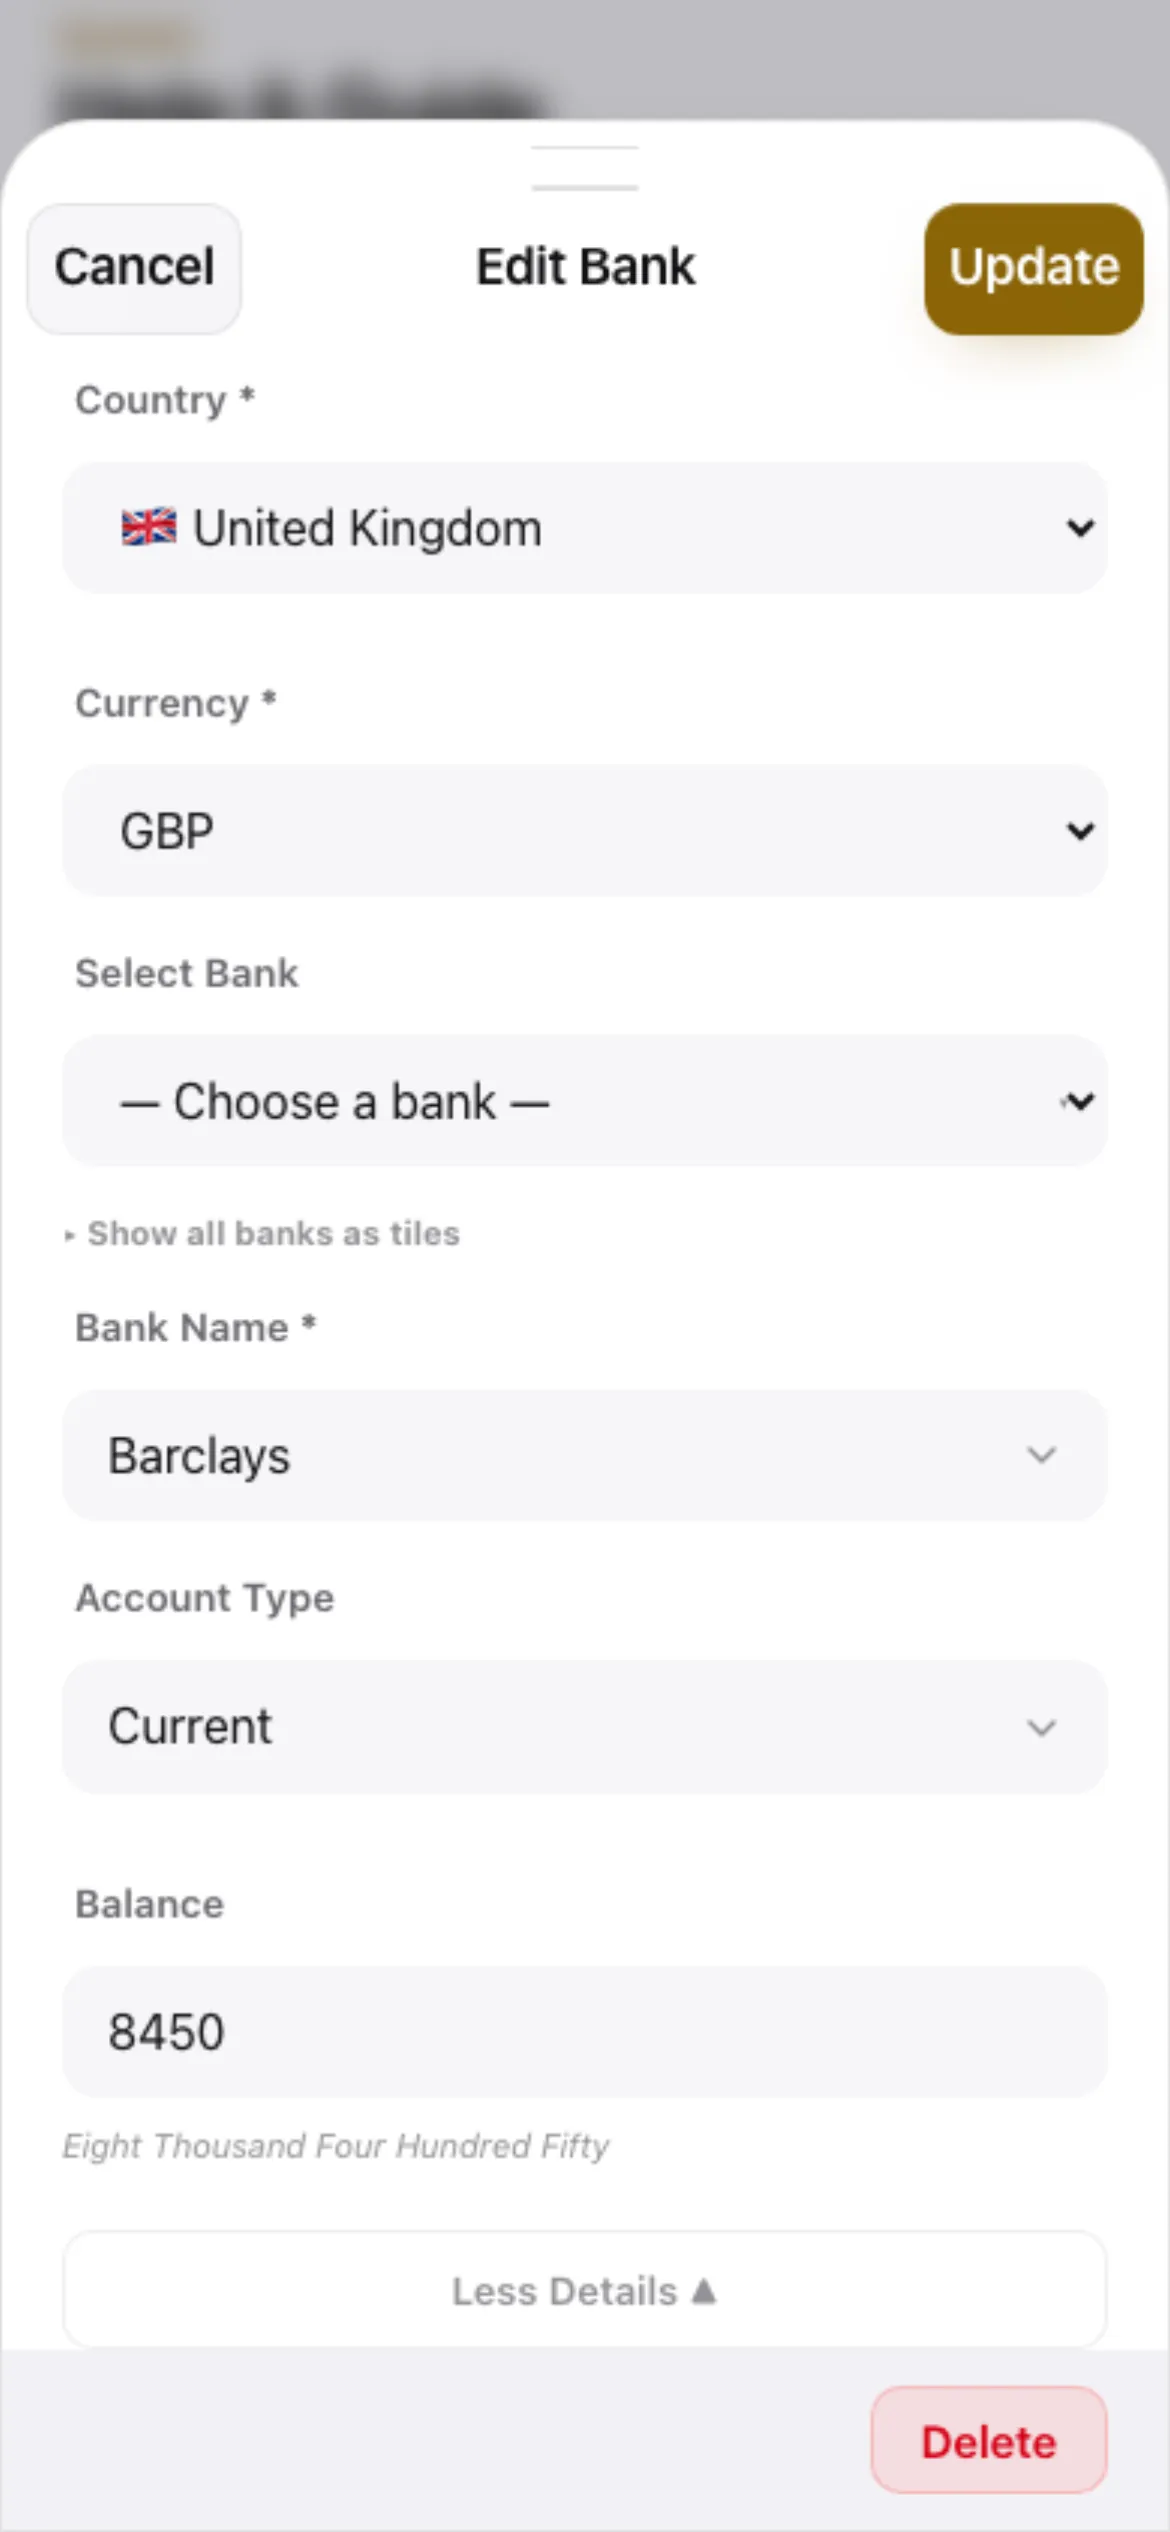 Cancel
Edit Bank
Update
Country *
🇬🇧 United Kingdom
Currency *
GBP
Select Bank
— Choose a bank —
▸ Show all banks as tiles
Bank Name *
Barclays
Account Type
Current
Balance
8450
Eight Thousand Four Hundred Fifty
Less Details ▲
Delete